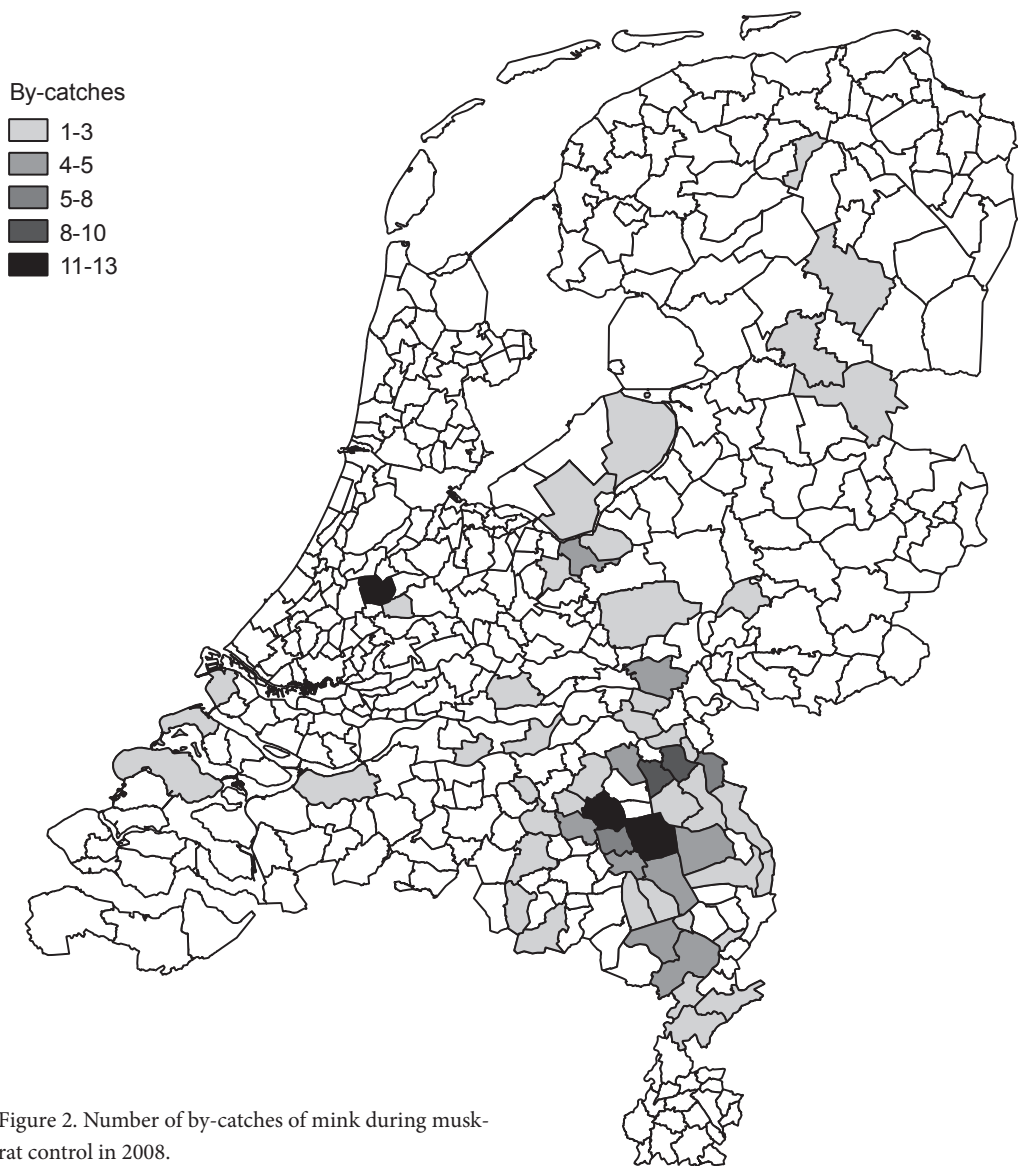 By-catches
1-3
4-5
5-8
8-10
11-13
Figure 2. Number of by-catches of mink during musk-
rat control in 2008.